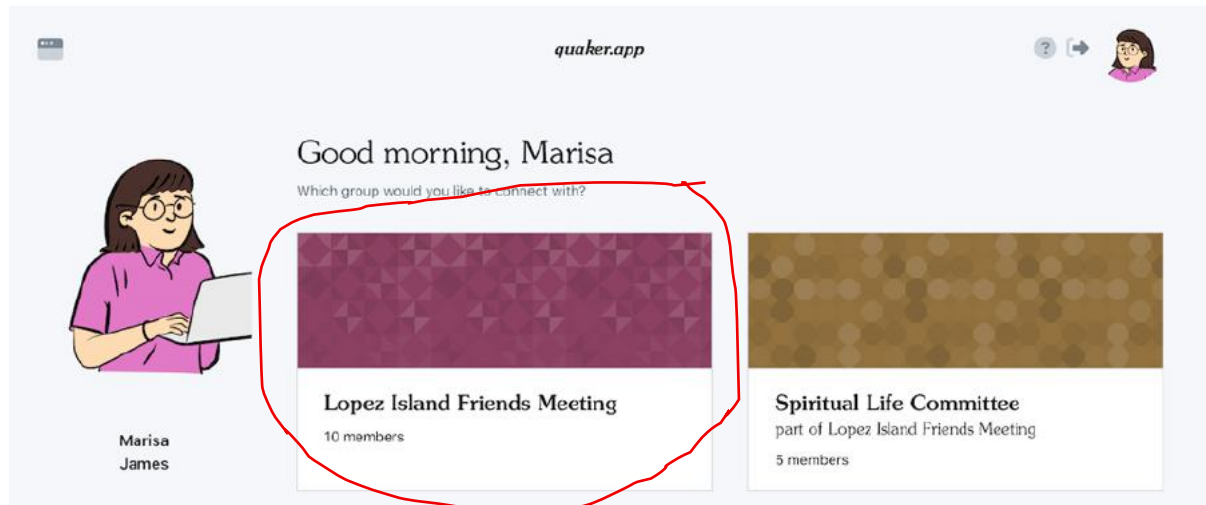 quaker.app
?
Good morning, Marisa
Which group would you like to connect with?
Marisa
James
Lopez Island Friends Meeting
10 members
Spiritual Life Committee
part of Lopez Island Friends Meeting
5 members